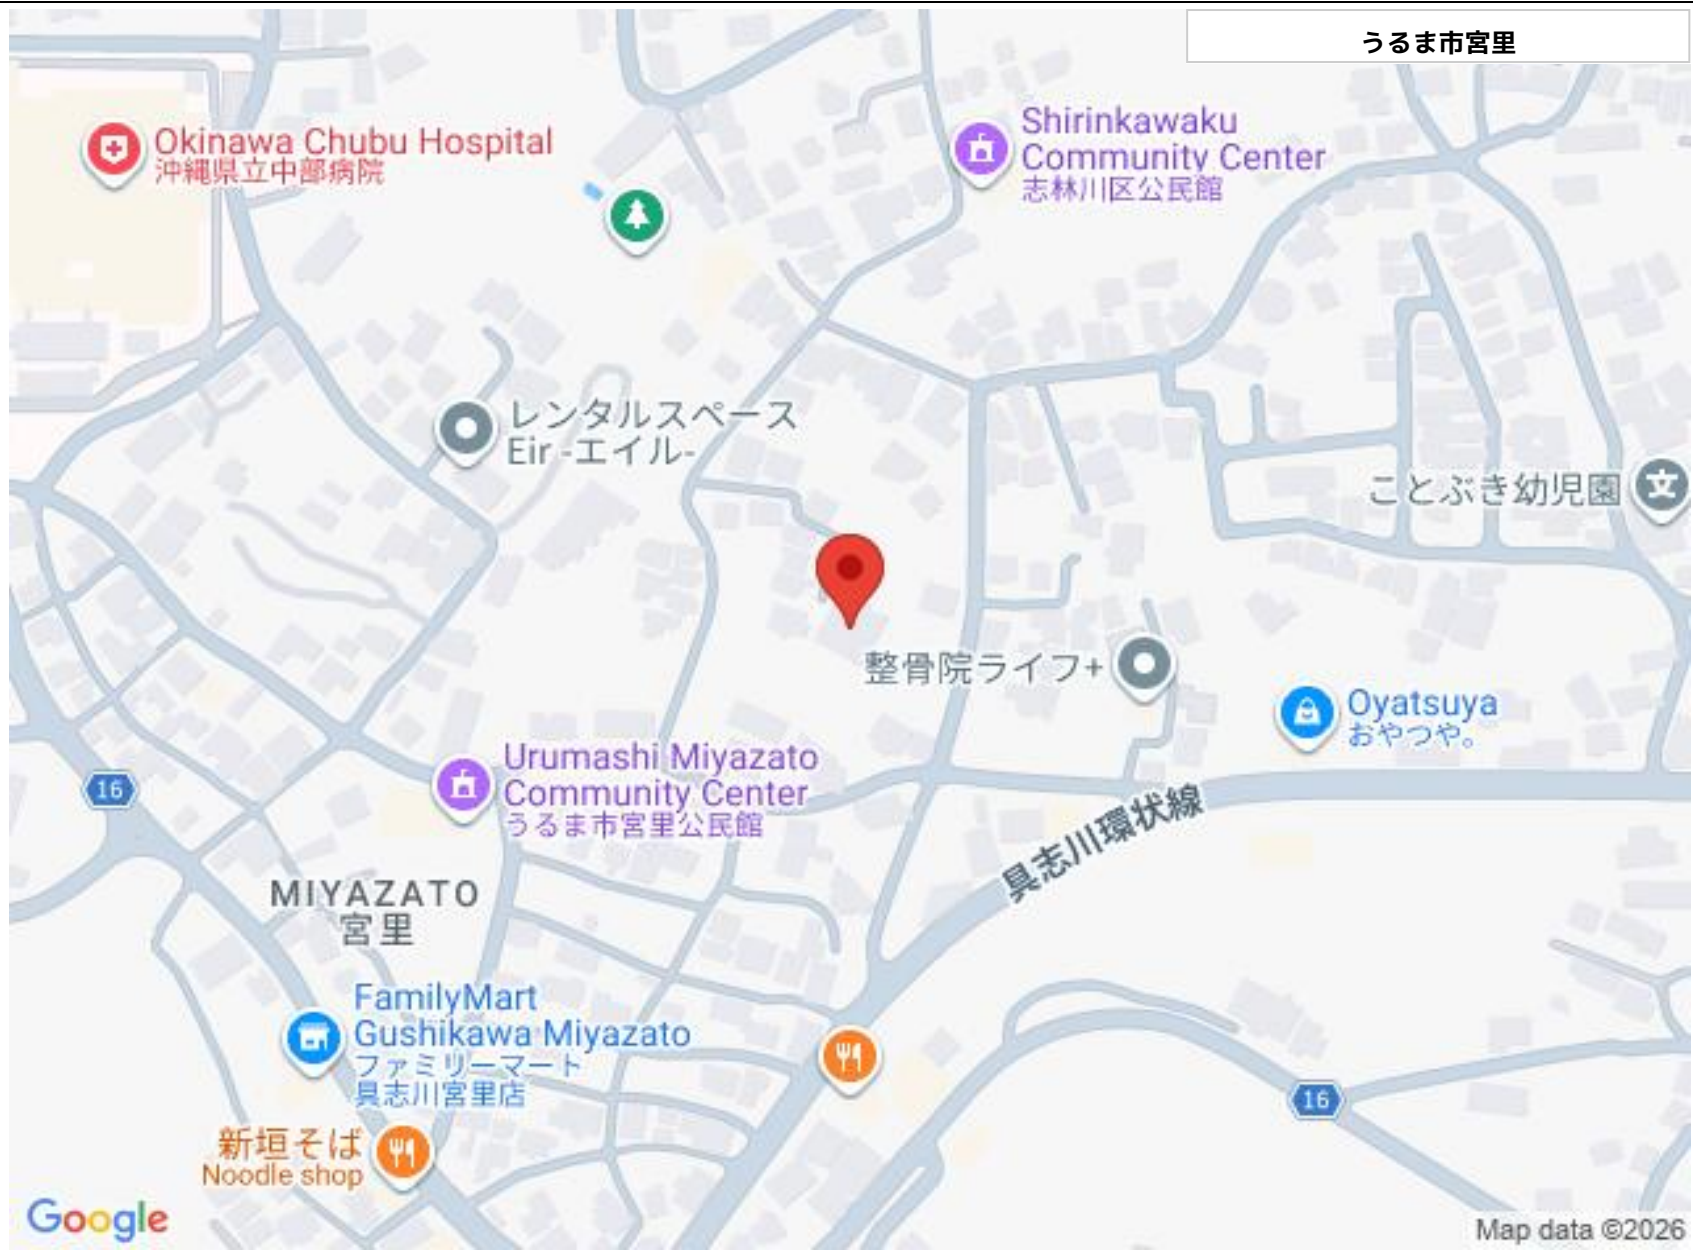 うるま市宮里
Okinawa Chubu Hospital
沖縄県立中部病院
Shirinkawaku
Community Center
志林川区公民館
レンタルスペース
Eir -エイル-
ことぶき幼児園
整骨院ライフ+
Oyatsuya
おやつや。
Urumashi Miyazato
Community Center
うるま市宮里公民館
16
具志川環状線
MIYAZATO
宮里
FamilyMart
Gushikawa Miyazato
ファミリーマート
具志川宮里店
16
新垣そば
Noodle shop
Google
Map data ©2026
文